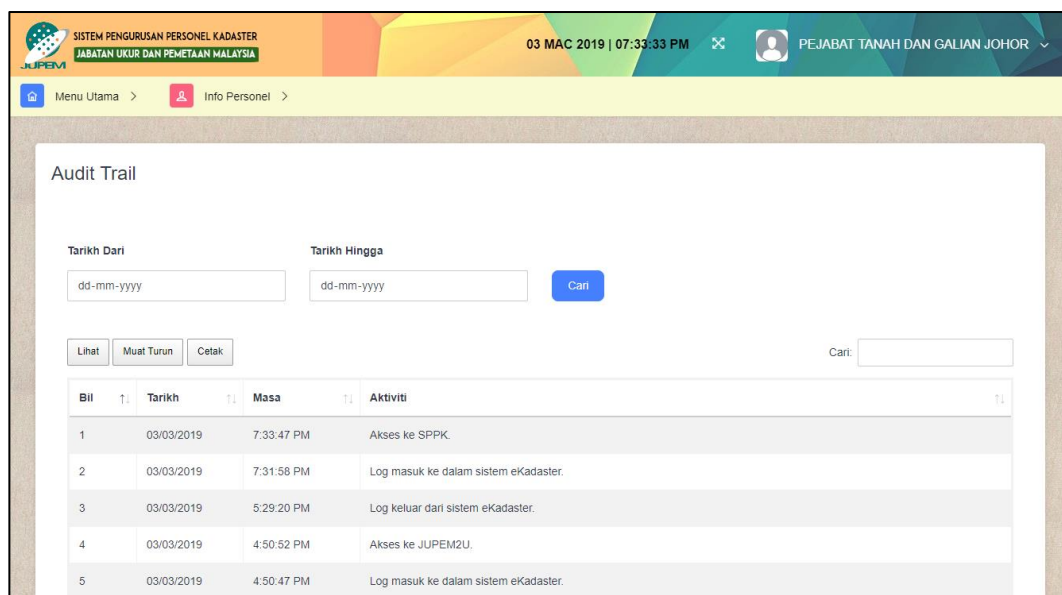 SISTEM PENGURUSAN PERSONEL KADASTER
JABATAN UKUR DAN PEMETAAN MALAYSIA
JUPEM
03 MAC 2019 | 07:33:33 PM
PEJABAT TANAH DAN GALIAN JOHOR
Menu Utama > Info Personel >
Audit Trail
Tarikh Dari Tarikh Hingga
dd-mm-yyyy dd-mm-yyyy Cari
Lihat Muat Turun Cetak Cari:
Bil Tarikh Masa Aktiviti
1 03/03/2019 7:33:47 PM Akses ke SPPK.
2 03/03/2019 7:31:58 PM Log masuk ke dalam sistem eKadaster.
3 03/03/2019 5:29:20 PM Log keluar dari sistem eKadaster.
4 03/03/2019 4:50:52 PM Akses ke JUPEM2U.
5 03/03/2019 4:50:47 PM Log masuk ke dalam sistem eKadaster.